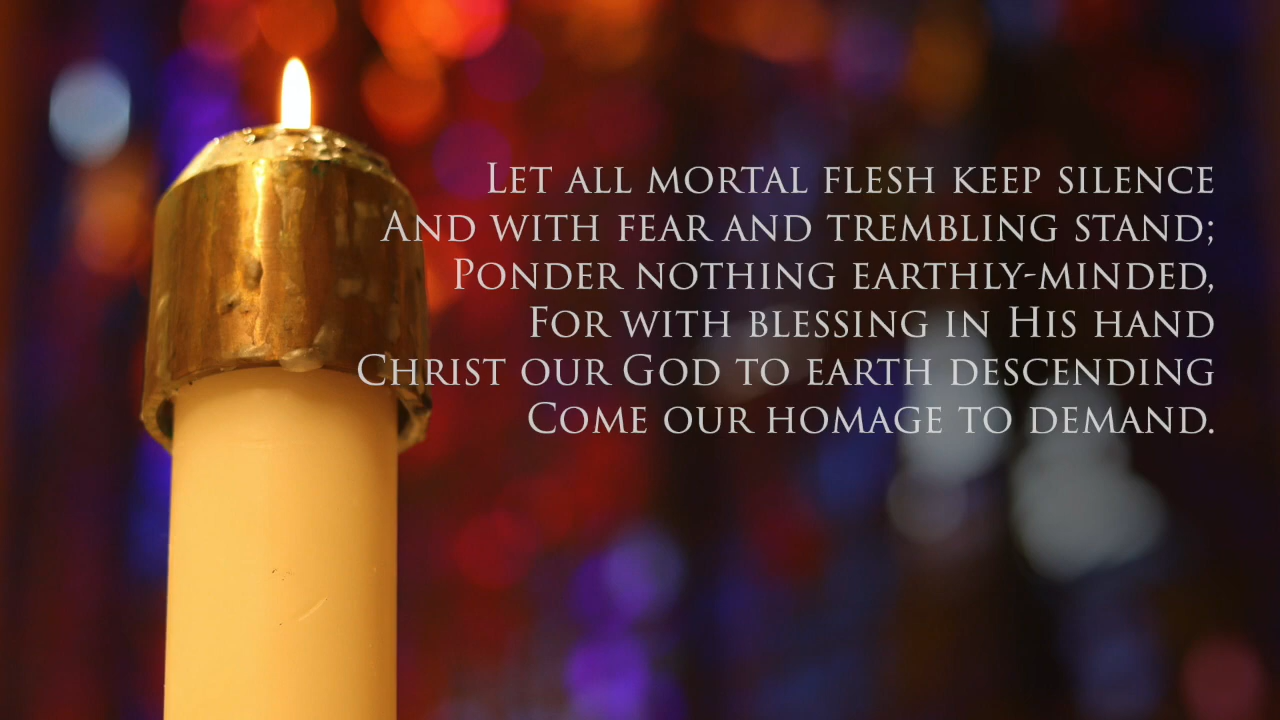 Let all mortal flesh keep silence
And with fear and trembling stand;
Ponder nothing earthly-minded,
For with blessing in His hand
Christ our God to earth descending
Come our homage to demand.